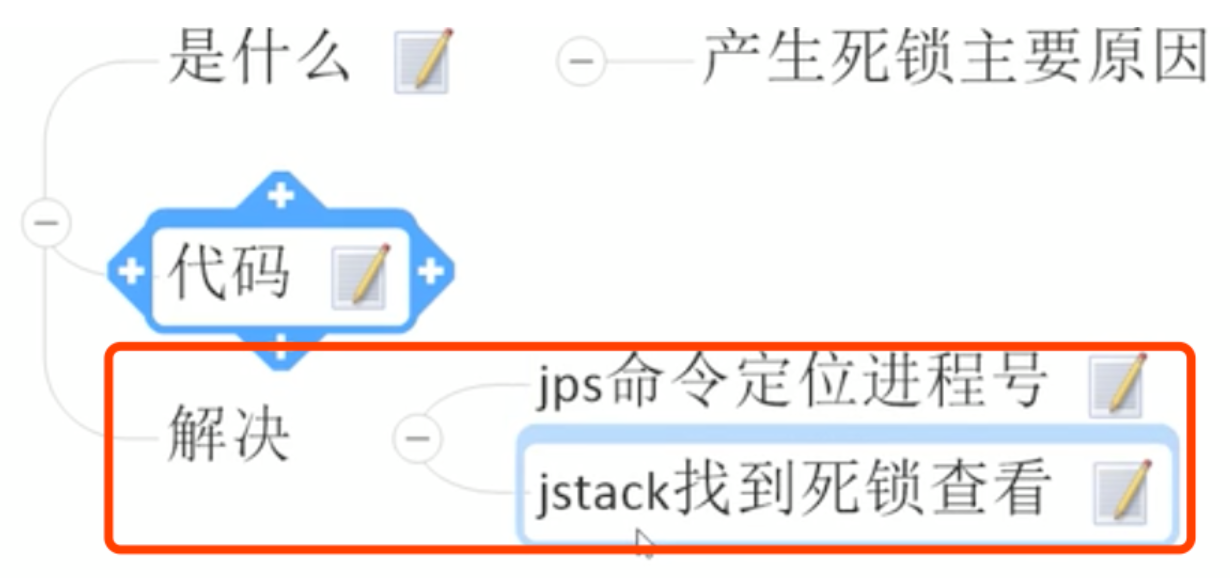 是什么
产生死锁主要原因
代码
解决
jps命令定位进程号
jstack找到死锁查看